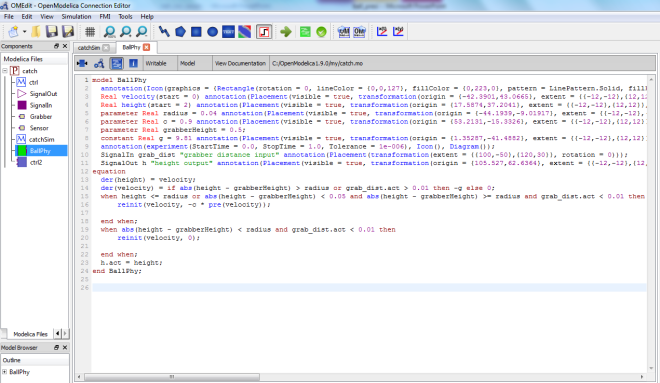 OMEdit - OpenModelica Connection Editor
File Edit View Simulation FMI Tools Help
Components
catchSim
BallPhy
Modelica Files
catch
ctrl
SignalOut
SignalIn
Grabber
Sensor
catchSim
BallPhy
ctrl2
Writable Model View Documentation C:/OpenModelica1.9.0/my/catch.mo
1 model BallPhy
2 annotation(Icon(graphics = {Rectangle(rotation = 0, lineColor = {0,0,127}, fillColor = {0,223,0}, pattern = LinePattern.Solid, fill
3 Real velocity(start = 0) annotation(Placement(visible = true, transformation(origin = {-42.3901,43.0665}, extent = {{-12,-12},{12,12
4 Real height(start = 2) annotation(Placement(visible = true, transformation(origin = {17.5874,37.2041}, extent = {{-12,-12},{12,12}},
5 parameter Real radius = 0.04 annotation(Placement(visible = true, transformation(origin = {-44.1939,-9.01917}, extent = {{-12,-12},
6 parameter Real c = 0.9 annotation(Placement(visible = true, transformation(origin = {53.2131,-15.3326}, extent = {{-12,-12},{12,12}
7 parameter Real grabberHeight = 0.5;
8 constant Real g = 9.81 annotation(Placement(visible = true, transformation(origin = {1.35287,-41.4882}, extent = {{-12,-12},{12,12}
9 annotation(experiment(StartTime = 0.0, StopTime = 1.0, Tolerance = 1e-006), Icon(), Diagram());
10 SignalIn grab_dist "grabber distance input" annotation(Placement(transformation(extent = {{100,-50},{120,30}}, rotation = 0)));
11 SignalOut h "height output" annotation(Placement(visible = true, transformation(origin = {105.527,62.6364}, extent = {{-12,-12},{12,
12 equation
13 der(height) = velocity;
14 der(velocity) = if abs(height - grabberHeight) > radius or grab_dist.act > 0.01 then -g else 0;
15 when height <= radius or abs(height - grabberHeight) < 0.05 and abs(height - grabberHeight) >= radius and grab_dist.act < 0.01 then
16 reinit(velocity, -c * pre(velocity));
17
18 end when;
19 when abs(height - grabberHeight) < radius and grab_dist.act < 0.01 then
20 reinit(velocity, 0);
21
22 end when;
23 h.act = height;
24 end BallPhy;
25
26
Modelica Files
Model Browser
Outline
BallPhy